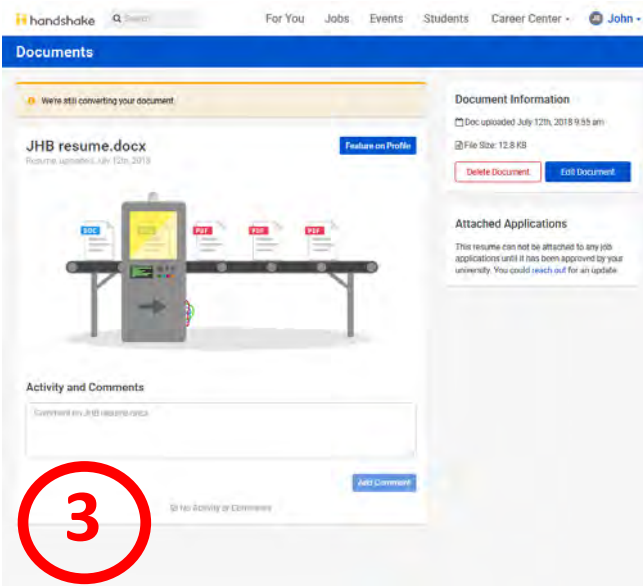 handshake Search For You Jobs Events Students Career Center John
Documents
We're still converting your document
JHB resume.docx
Resume, uploaded July 12th, 2018
Feature on Profile
DOC PDF PDF PDF
Activity and Comments
Comment on JHB resume.docx
Add Comment
No Activity or Comments
3
Document Information
Doc uploaded July 12th, 2018 9:55 am
File Size: 12.8 KB
Delete Document Edit Document
Attached Applications
This resume can not be attached to any job
applications until it has been approved by your
university. You could reach out for an update.